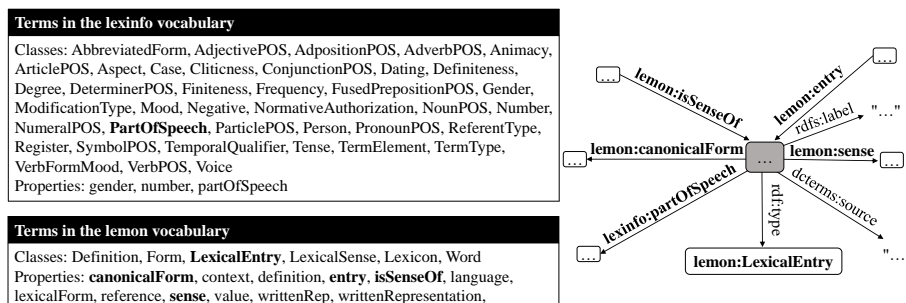 Terms in the lexinfo vocabulary
Classes: AbbreviatedForm, AdjectivePOS, AdpositionPOS, AdverbPOS, Animacy,
ArticlePOS, Aspect, Case, Cliticness, ConjunctionPOS, Dating, Definiteness,
Degree, DeterminerPOS, Finiteness, Frequency, FusedPrepositionPOS, Gender,
ModificationType, Mood, Negative, NormativeAuthorization, NounPOS, Number,
NumeralPOS, PartOfSpeech, ParticlePOS, Person, PronounPOS, ReferentType,
Register, SymbolPOS, TemporalQualifier, Tense, TermElement, TermType,
VerbFormMood, VerbPOS, Voice
Properties: gender, number, partOfSpeech
Terms in the lemon vocabulary
Classes: Definition, Form, LexicalEntry, LexicalSense, Lexicon, Word
Properties: canonicalForm, context, definition, entry, isSenseOf, language,
lexicalForm, reference, sense, value, writtenRep, writtenRepresentation,
...
...
lemon:isSenseOf
lemon:entry
rdfs:label
"..."
...
lemon:canonicalForm
...
lemon:sense
...
lexinfo:partOfSpeech
rdf:type
dcterms:source
...
lemon:LexicalEntry
"...